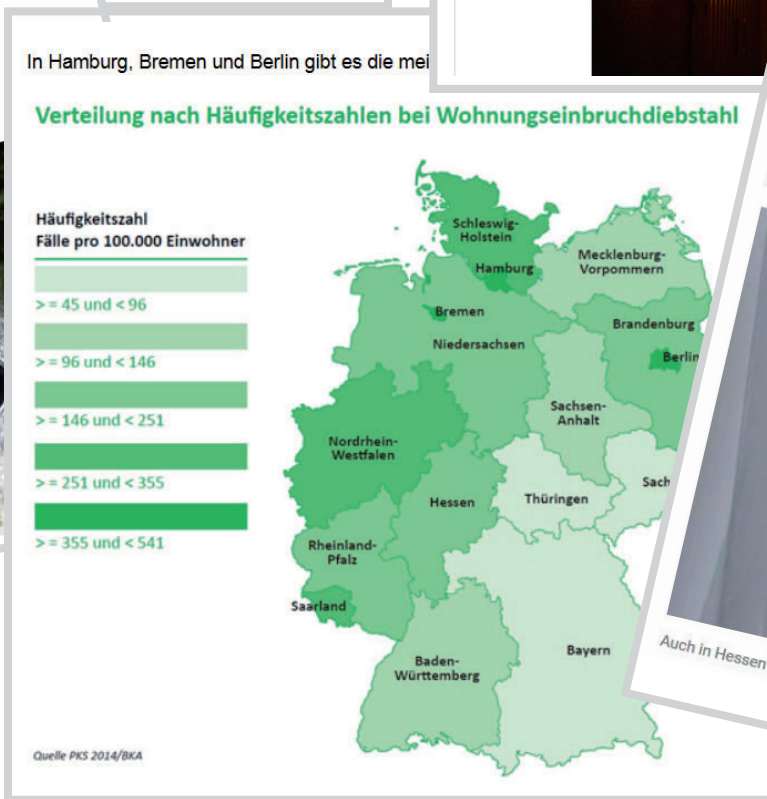 In Hamburg, Bremen und Berlin gibt es die
Verteilung nach Häufigkeitszahlen bei Wohnungseinbruchdiebstahl
Häufigkeitszahl
Fälle pro 100.000 Einwohner
> = 45 und < 96
> = 96 und < 146
> = 146 und < 251
> = 251 und < 355
> = 355 und < 541
Schleswig-
Holstein
Hamburg
Mecklenburg-
Vorpommern
Bremen
Brandenburg
Niedersachsen
Berlin
Sachsen-
Anhalt
Nordrhein-
Westfalen
Sach
Hessen
Thüringen
Rheinland-
Pfalz
Saarland
Bayern
Baden-
Württemberg
Auch in Hessen
Quelle PKS 2014/BKA